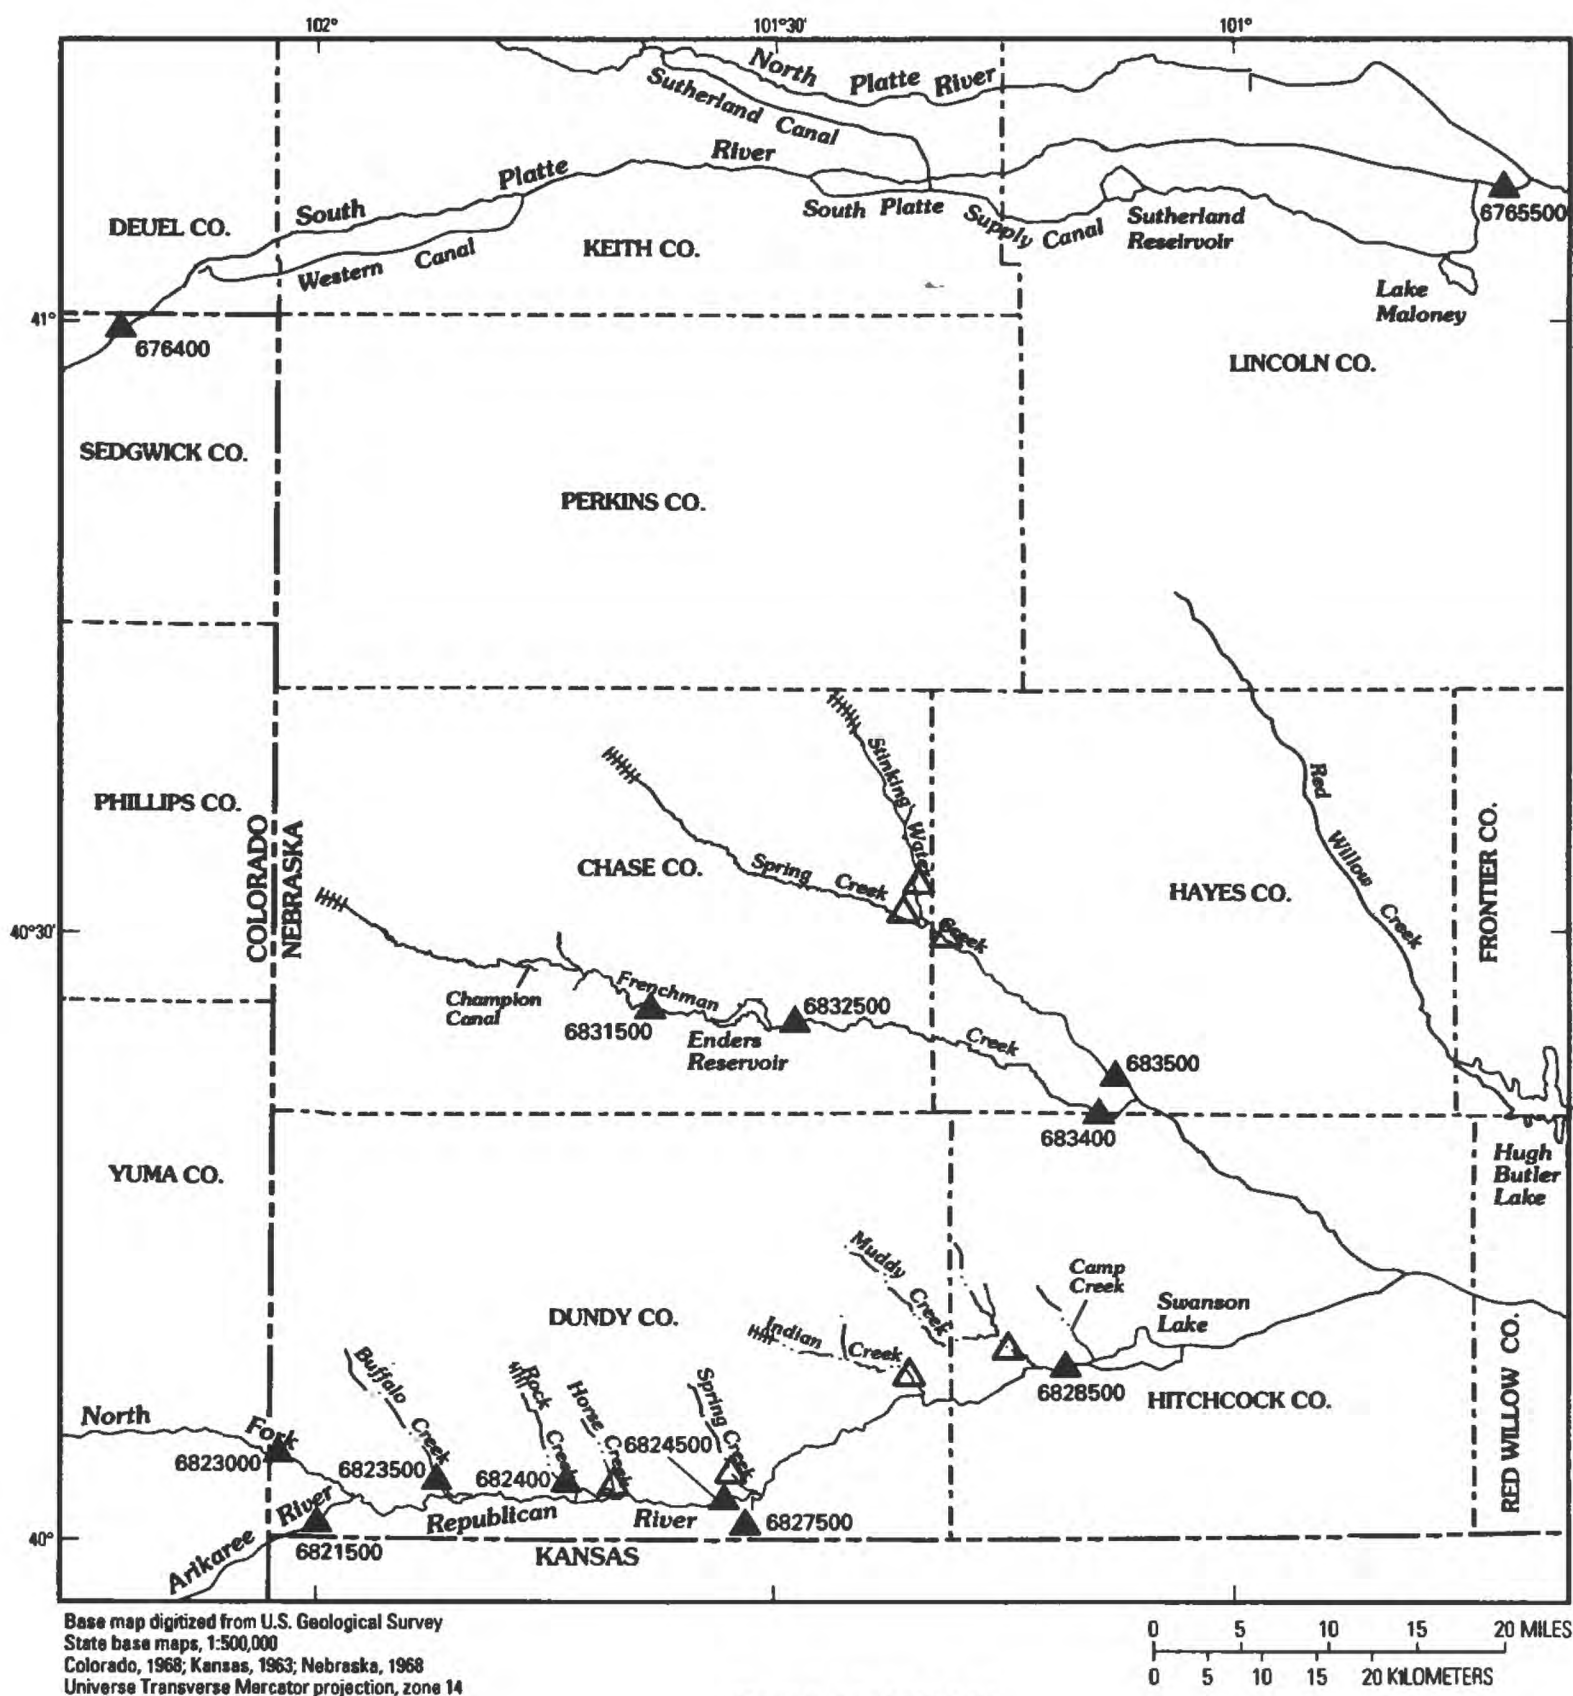 102°
101°30'
101°
North
Platte
River
Sutherland
Canal
River
Platte
South
DEUEL CO.
Western
Canal
KEITH CO.
South
Platte
Supply
Canal
Sutherland
Reseirvoir
6765500
Lake
Maloney
41°
676400
LINCOLN CO.
SEDGWICK CO.
PERKINS CO.
Stinking
Water
Creek
Red
Willow
Creek
PHILLIPS CO.
COLORADO
NEBRASKA
CHASE CO.
Spring
Creek
HAYES CO.
FRONTIER CO.
40°30'
Champion
Canal
Frenchman
Creek
6831500
6832500
Enders
Reservoir
683500
683400
YUMA CO.
Hugh
Butler
Lake
Muddy
Creek
Camp
Creek
Swanson
Lake
DUNDY CO.
Indian
Creek
Buffalo
Creek
Rock
Creek
Horse
Creek
Spring
Creek
6828500
HITCHCOCK CO.
RED WILLOW CO.
North
Fork
6823000
6823500
682400
6824500
Republican
River
6827500
Arikaree
River
40°
6821500
KANSAS
Base map digitized from U.S. Geological Survey
State base maps, 1:500,000
Colorado, 1968; Kansas, 1963; Nebraska, 1968
Universe Transverse Mercator projection, zone 14
0 5 10 15 20 MILES
0 5 10 15 20 KILOMETERS